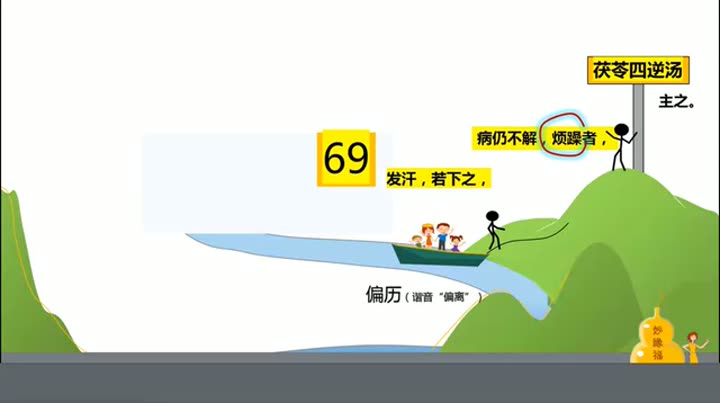 茯苓四逆汤
主之。
病仍不解，烦躁者，
69
发汗，若下之，
偏历（谐音“偏离”）
妙缘福